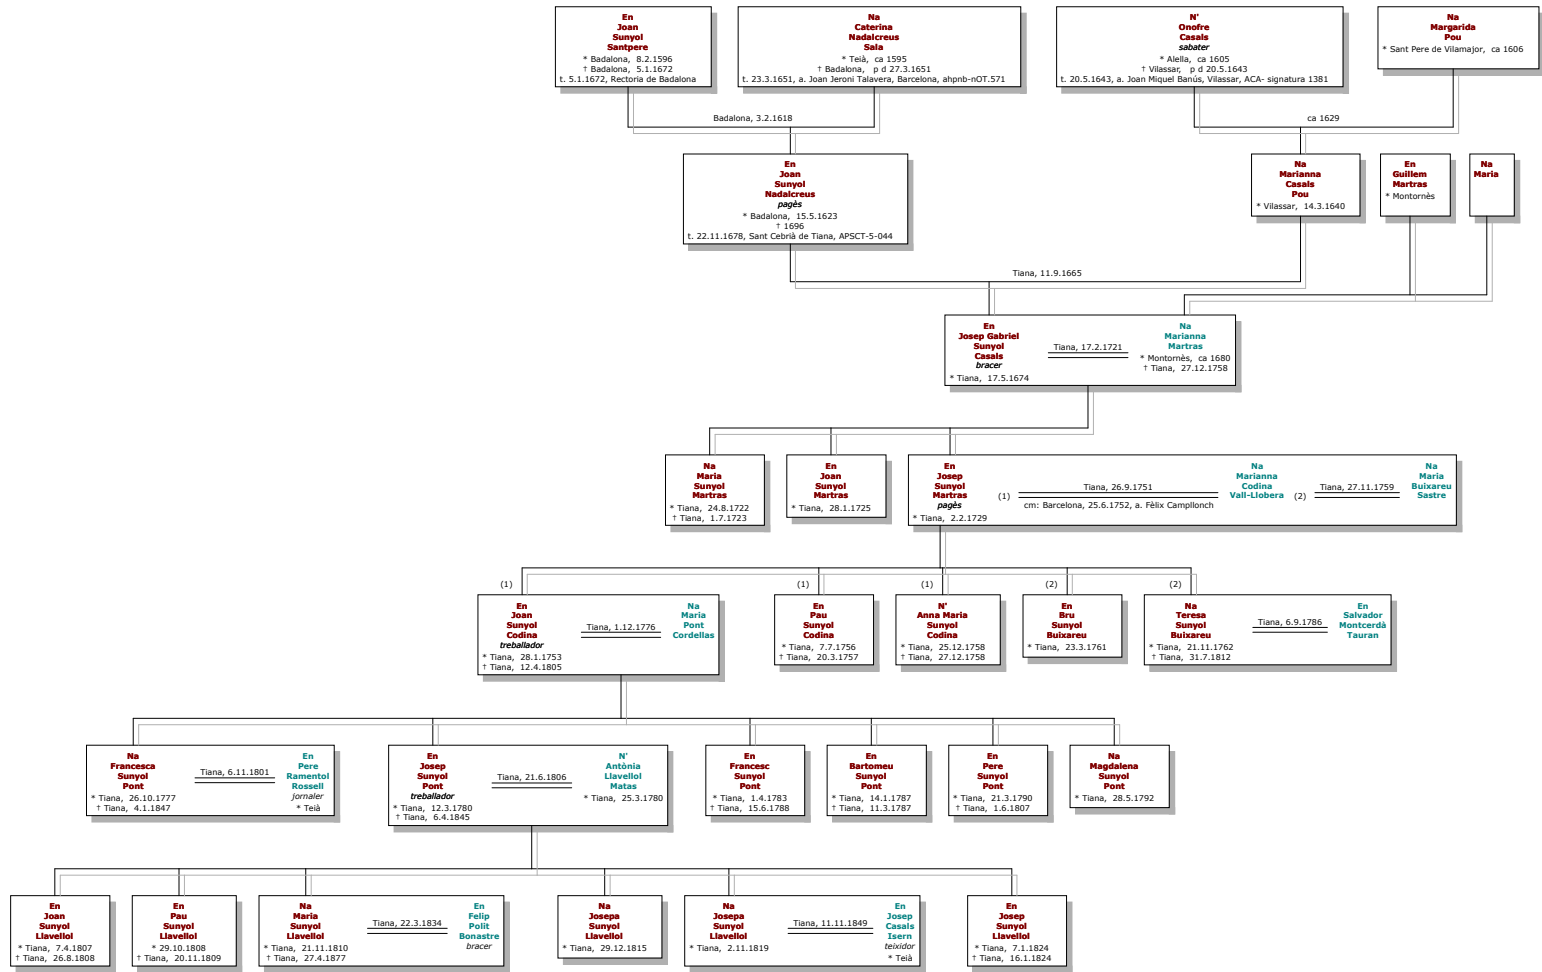 En
Joan
Sunyol
Santpere
* Badalona, 8.2.1596
† Badalona, 5.1.1672
t. 5.1.1672, Rectoria de Badalona
Na
Caterina
Nadalcreus
Sala
* Teià, ca 1595
† Badalona, p d 27.3.1651
t. 23.3.1651, a. Joan Jeroni Talavera, Barcelona, ahpnb-nOT.571
N'
Onofre
Casals
sabater
* Alella, ca 1605
† Vilassar, p d 20.5.1643
t. 20.5.1643, a. Joan Miquel Banús, Vilassar, ACA- signatura 1381
Na
Margarida
Pou
* Sant Pere de Vilamajor, ca 1606
Badalona, 3.2.1618
ca 1629
En
Joan
Sunyol
Nadalcreus
pagès
* Badalona, 15.5.1623
† 1696
t. 22.11.1678, Sant Cebrià de Tiana, APSCT-5-044
Na
Marianna
Casals
Pou
* Vilassar, 14.3.1640
En
Guillem
Martras
* Montornès
Na
Maria
Tiana, 11.9.1665
En
Josep Gabriel
Sunyol
Casals
bracer
* Tiana, 17.5.1674
Tiana, 17.2.1721
Na
Marianna
Martras
* Montornès, ca 1680
† Tiana, 27.12.1758
Na
Maria
Sunyol
Martras
* Tiana, 24.8.1722
† Tiana, 1.7.1723
En
Joan
Sunyol
Martras
* Tiana, 28.1.1725
En
Josep
Sunyol
Martras
pagès
* Tiana, 2.2.1729
(1)
Tiana, 26.9.1751
cm: Barcelona, 25.6.1752, a. Fèlix Campllonch
Na
Marianna
Codina
Vall-Llobera
(2)
Tiana, 27.11.1759
Na
Maria
Buixareu
Sastre
(1)
(1)
(1)
(2)
(2)
En
Joan
Sunyol
Codina
treballador
* Tiana, 28.1.1753
† Tiana, 12.4.1805
Tiana, 1.12.1776
Na
Maria
Pont
Cordellas
En
Pau
Sunyol
Codina
* Tiana, 7.7.1756
† Tiana, 20.3.1757
N'
Anna Maria
Sunyol
Codina
* Tiana, 25.12.1758
† Tiana, 27.12.1758
En
Bru
Sunyol
Buixareu
* Tiana, 23.3.1761
Na
Teresa
Sunyol
Buixareu
* Tiana, 21.11.1762
† Tiana, 31.7.1812
Tiana, 6.9.1786
En
Salvador
Montcerdà
Tauran
Na
Francesca
Sunyol
Pont
* Tiana, 26.10.1777
† Tiana, 4.1.1847
Tiana, 6.11.1801
En
Pere
Ramentol
Rossell
jornaler
* Teià
En
Josep
Sunyol
Pont
treballador
* Tiana, 12.3.1780
† Tiana, 6.4.1845
Tiana, 21.6.1806
N'
Antònia
Llavellol
Matas
* Tiana, 25.3.1780
En
Francesc
Sunyol
Pont
* Tiana, 1.4.1783
† Tiana, 15.6.1788
En
Bartomeu
Sunyol
Pont
* Tiana, 14.1.1787
† Tiana, 11.3.1787
En
Pere
Sunyol
Pont
* Tiana, 21.3.1790
† Tiana, 1.6.1807
Na
Magdalena
Sunyol
Pont
* Tiana, 28.5.1792
En
Joan
Sunyol
Llavellol
* Tiana, 7.4.1807
† Tiana, 26.8.1808
En
Pau
Sunyol
Llavellol
* 29.10.1808
† Tiana, 20.11.1809
Na
Maria
Sunyol
Llavellol
* Tiana, 21.11.1810
† Tiana, 27.4.1877
Tiana, 22.3.1834
En
Felip
Polit
Bonastre
bracer
Na
Josepa
Sunyol
Llavellol
* Tiana, 29.12.1815
Na
Josepa
Sunyol
Llavellol
* Tiana, 2.11.1819
Tiana, 11.11.1849
En
Josep
Casals
Isern
teixidor
* Teià
En
Josep
Sunyol
Llavellol
* Tiana, 7.1.1824
† Tiana, 16.1.1824